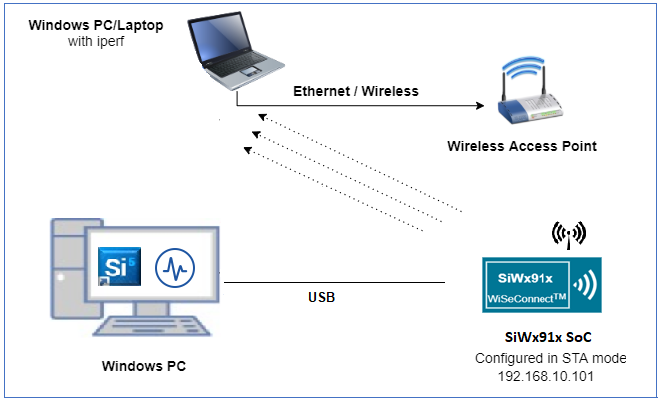 Windows PC/Laptop
with iperf
Ethernet / Wireless
Wireless Access Point
Si 5
SiWx91x
WiSeConnect™
USB
SiWx91x SoC
Configured in STA mode
192.168.10.101
Windows PC